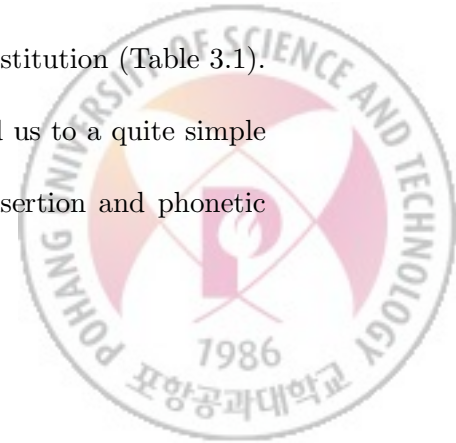 stitution (Table 3.1).
us to a quite simple
sertion and phonetic
POHANG UNIVERSITY OF SCIENCE AND TECHNOLOGY
1986
포항공과대학교